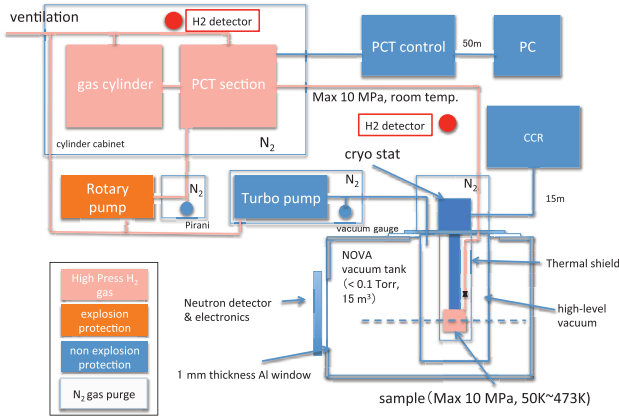 ventilation
H2 detector
PCT control
50m
PC
gas cylinder
PCT section
Max 10 MPa, room temp.
H2 detector
cylinder cabinet
N2
cryo stat
CCR
N2
N2
N2
Rotary
pump
Turbo pump
15m
Pirani
vacuum gauge
NOVA
vacuum tank
(< 0.1 Torr,
15 m³)
Thermal shield
High Press H2
gas
Neutron detector
& electronics
high-level
vacuum
explosion
protection
non explosion
protection
1 mm thickness Al window
N2 gas purge
sample (Max 10 MPa, 50K~473K)